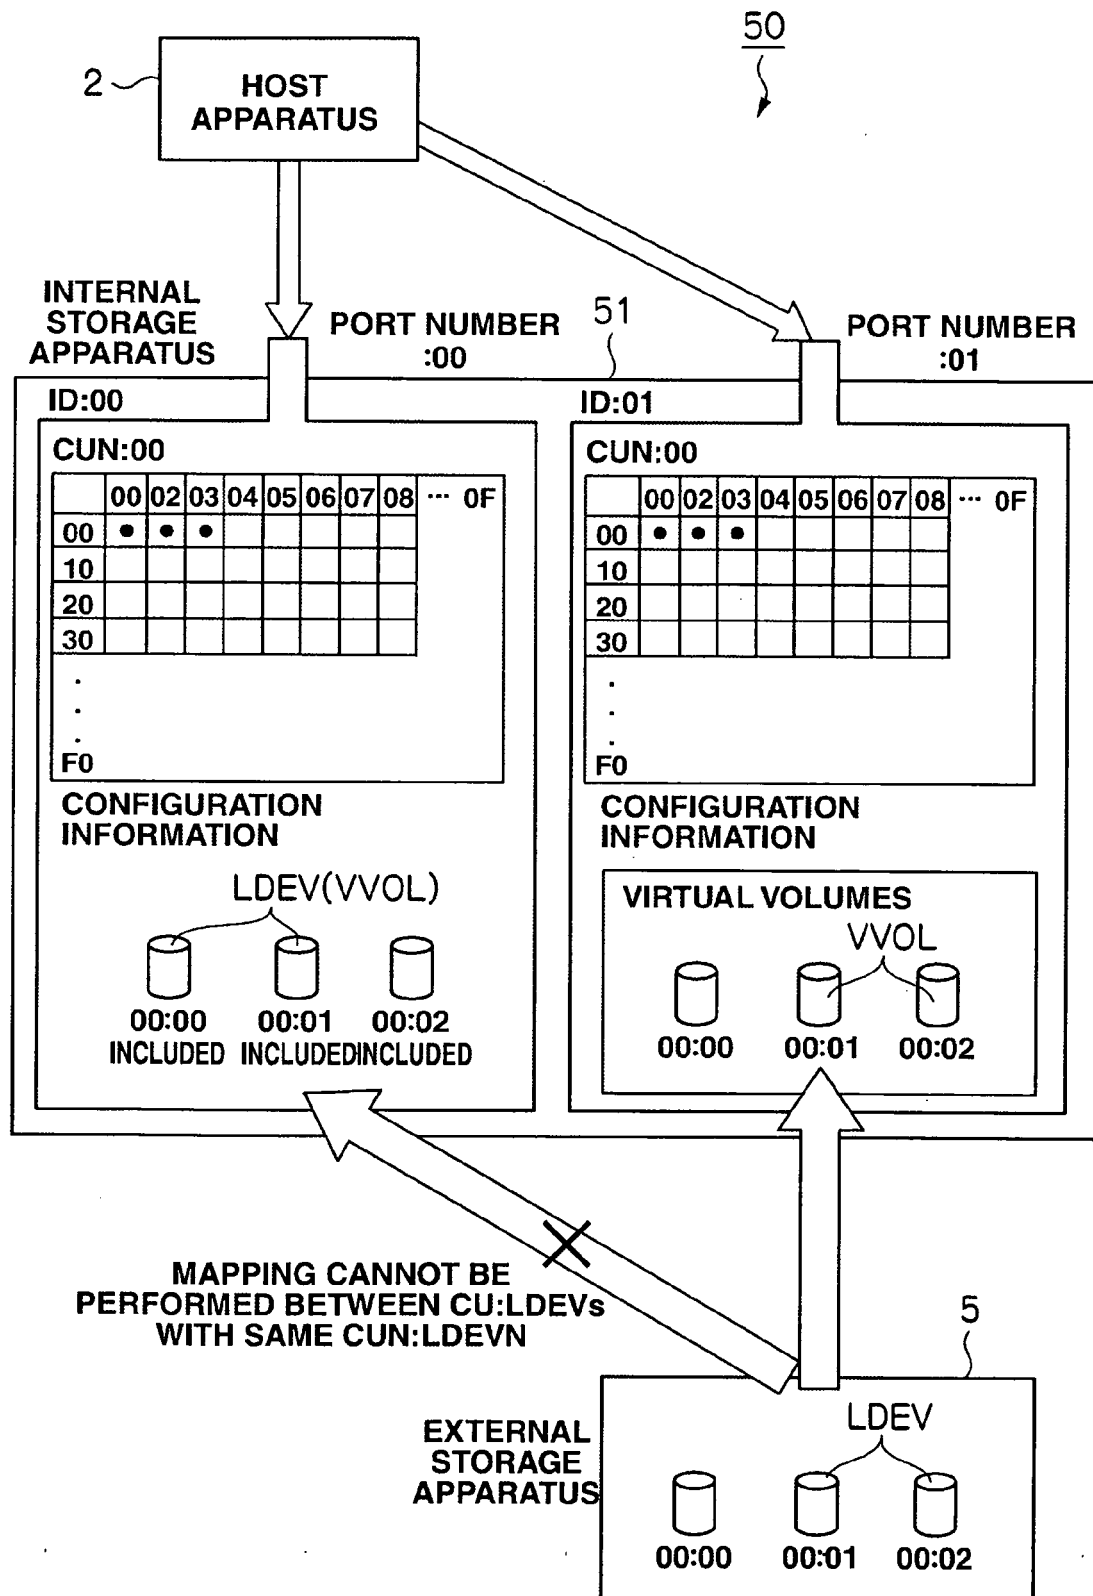 50
2
HOST
APPARATUS
INTERNAL
STORAGE
APPARATUS
PORT NUMBER
:00
51
PORT NUMBER
:01
ID:00
CUN:00
00 02 03 04 05 06 07 08 ... 0F
00 ● ● ●
10
20
30
.
.
.
F0
CONFIGURATION
INFORMATION
LDEV(VVOL)
00:00 00:01 00:02
INCLUDED INCLUDED INCLUDED
ID:01
CUN:00
00 02 03 04 05 06 07 08 ... 0F
00 ● ● ●
10
20
30
.
.
.
F0
CONFIGURATION
INFORMATION
VIRTUAL VOLUMES
VVOL
00:00 00:01 00:02
MAPPING CANNOT BE
PERFORMED BETWEEN CU:LDEVs
WITH SAME CUN:LDEVN
5
EXTERNAL
STORAGE
APPARATUS
LDEV
00:00 00:01 00:02